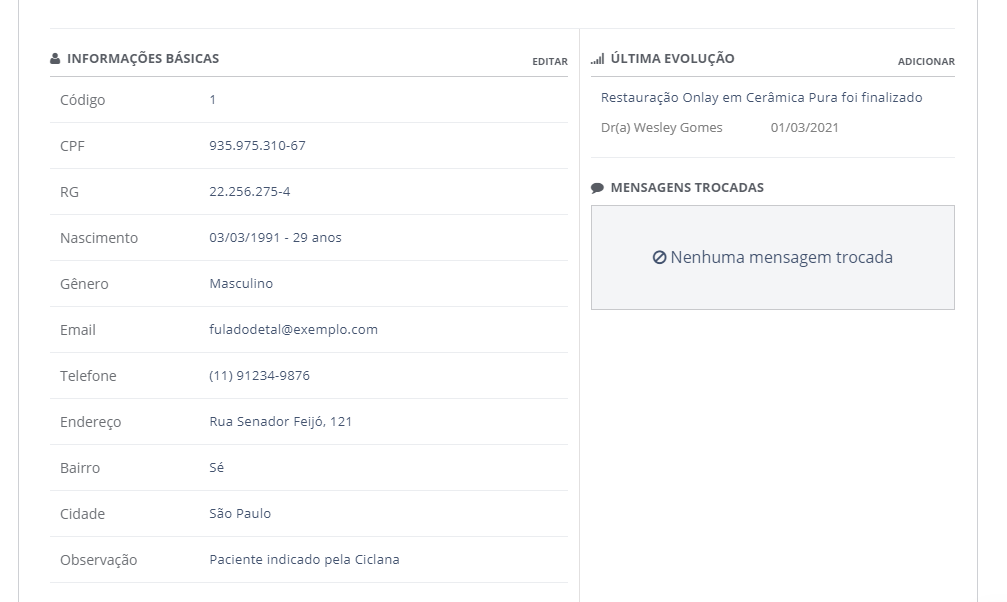 INFORMAÇÕES BÁSICAS
EDITAR
Código 1
CPF 935.975.310-67
RG 22.256.275-4
Nascimento 03/03/1991 - 29 anos
Gênero Masculino
Email fuladodetal@exemplo.com
Telefone (11) 91234-9876
Endereço Rua Senador Feijó, 121
Bairro Sé
Cidade São Paulo
Observação Paciente indicado pela Ciclana
ÚLTIMA EVOLUÇÃO
ADICIONAR
Restauração Onlay em Cerâmica Pura foi finalizado
Dr(a) Wesley Gomes 01/03/2021
MENSAGENS TROCADAS
Nenhuma mensagem trocada